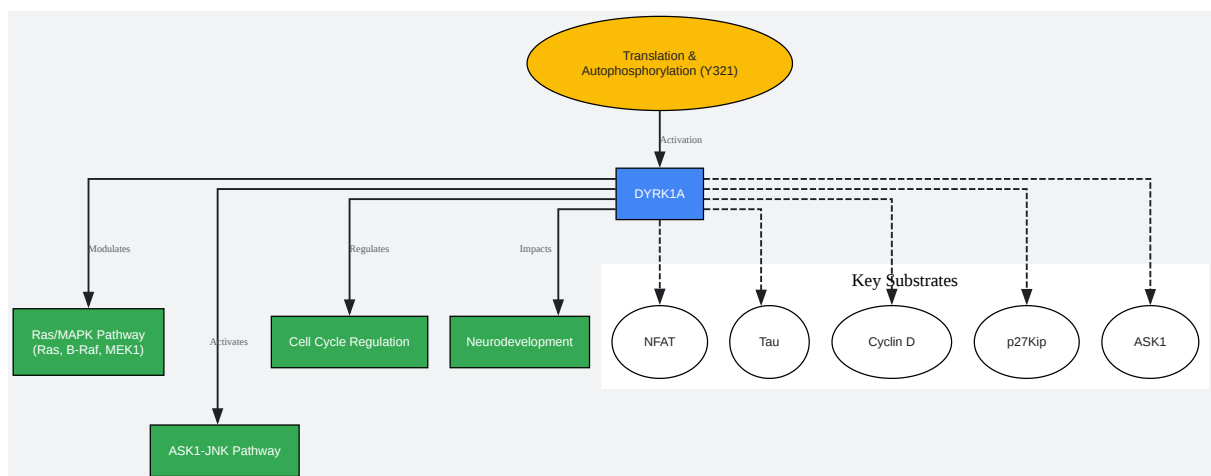 Translation &
Autophosphorylation (Y321)
Activation
DYRK1A
Modulates
Regulates
Impacts
Key Substrates
Ras/MAPK Pathway
(Ras, B-Raf, MEK1)
Activates
Cell Cycle Regulation
Neurodevelopment
NFAT
Tau
Cyclin D
p27Kip
ASK1
ASK1-JNK Pathway